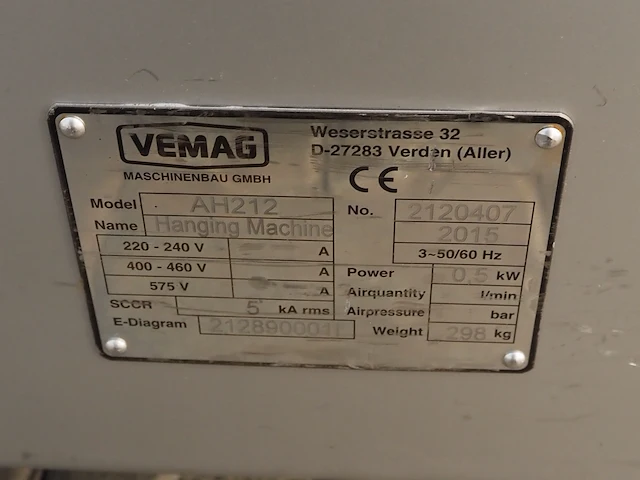 VEMAG
MASCHINENBAU GMBH
Weserstrasse 32
D-27283 Verden (Aller)
CE
Model AH212 No. 2120407
Name Hanging Machine 2015
220 - 240 V A 3~50/60 Hz
400 - 460 V A Power 0.5 kW
575 V A Airquantity l/min
SCCR 5 kA rms Airpressure bar
E-Diagram Weight 298 kg